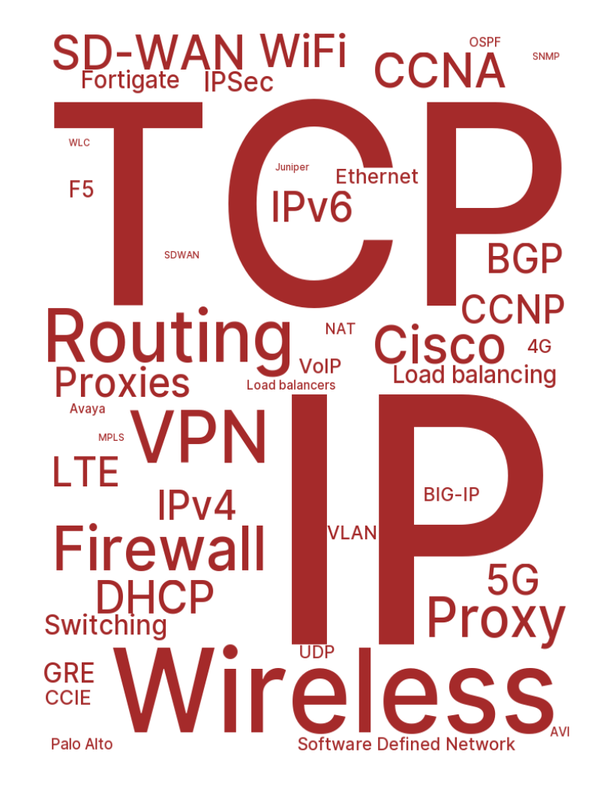 SD-WAN WiFi
OSPF
SNMP
CCNA
Fortigate
IPSec
TCP
WLC
Juniper
Ethernet
F5
IPv6
SDWAN
BGP
CCNP
Routing
NAT
Cisco
4G
VoIP
Load balancing
Proxies
Load balancers
Avaya
IP
VPN
MPLS
LTE
BIG-IP
IPv4
VLAN
Firewall
5G
DHCP
Proxy
Switching
UDP
Wireless
GRE
CCIE
AVI
Palo Alto
Software Defined Network